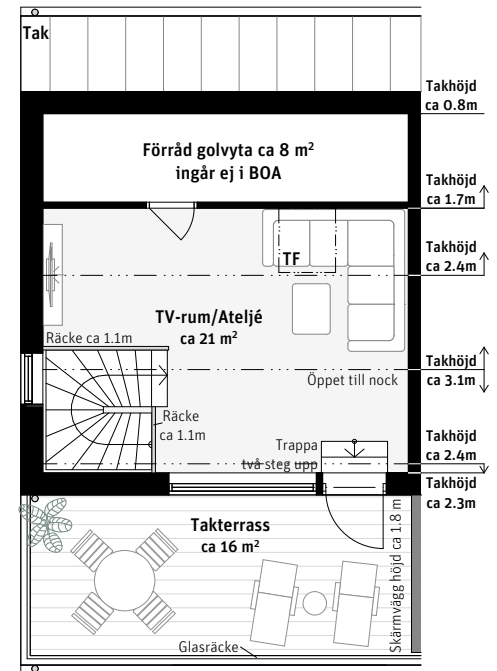 Tak
Takhöjd
ca 0.8m
Förråd golvyta ca 8 m²
ingår ej i BOA
Takhöjd
ca 1.7m
TF
Takhöjd
ca 2.4m
TV-rum/Ateljé
ca 21 m²
Räcke ca 1.1m
Takhöjd
ca 3.1m
Öppet till nock
Räcke
ca 1.1m
Trappa
två steg upp
Takhöjd
ca 2.4m
Takhöjd
ca 2.3m
Takterrass
ca 16 m²
Skärmvägg höjd ca 1.8 m
Glasräcke